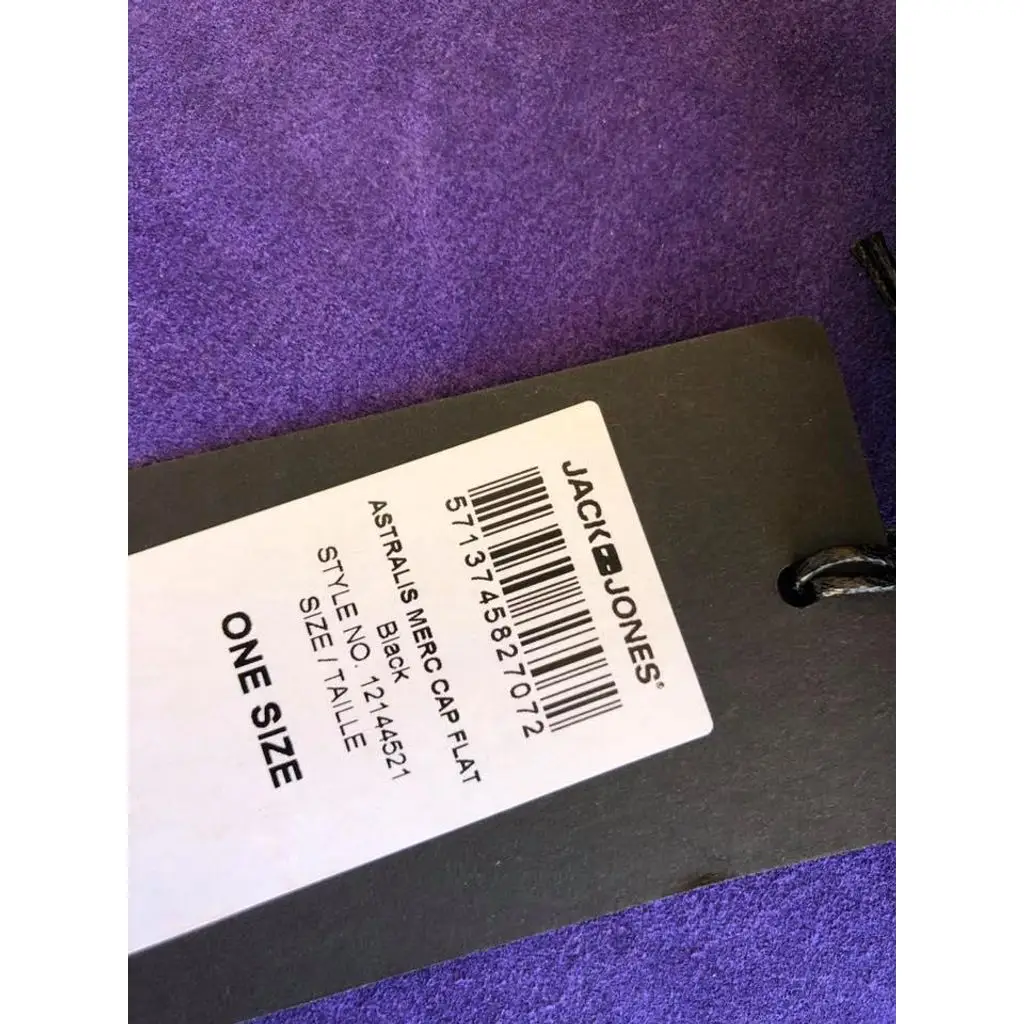 JACK JONES®
5713745827072
ASTRALIS MERC CAP FLAT
Black
STYLE NO. 12144521
SIZE / TAILLE
ONE SIZE